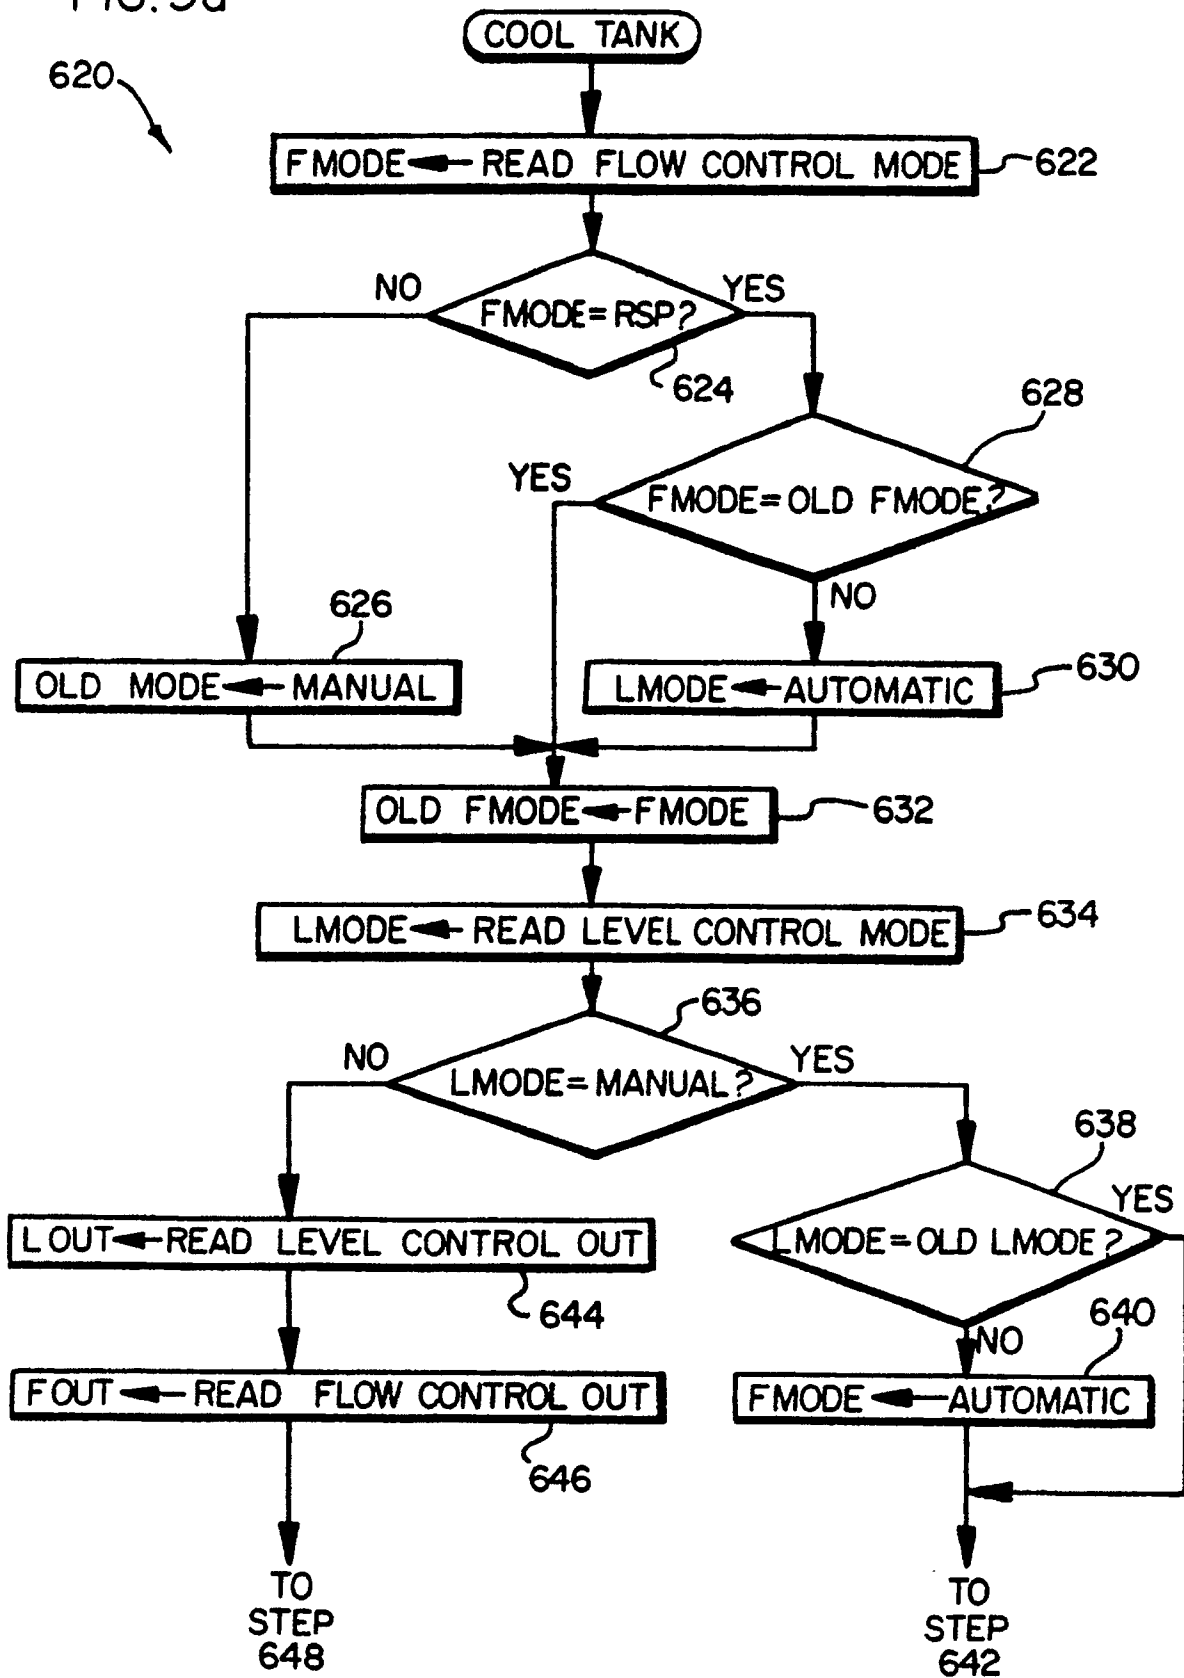 COOL TANK
620
FMODE ← READ FLOW CONTROL MODE
622
NO
YES
FMODE=RSP?
624
628
YES
FMODE=OLD FMODE?
NO
626
OLD MODE ← MANUAL
LMODE ← AUTOMATIC
630
OLD FMODE ← FMODE
632
LMODE ← READ LEVEL CONTROL MODE
634
636
NO
YES
LMODE=MANUAL?
638
YES
LMODE=OLD LMODE?
LOUT ← READ LEVEL CONTROL OUT
644
640
NO
FOUT ← READ FLOW CONTROL OUT
FMODE ← AUTOMATIC
646
TO
STEP
648
TO
STEP
642